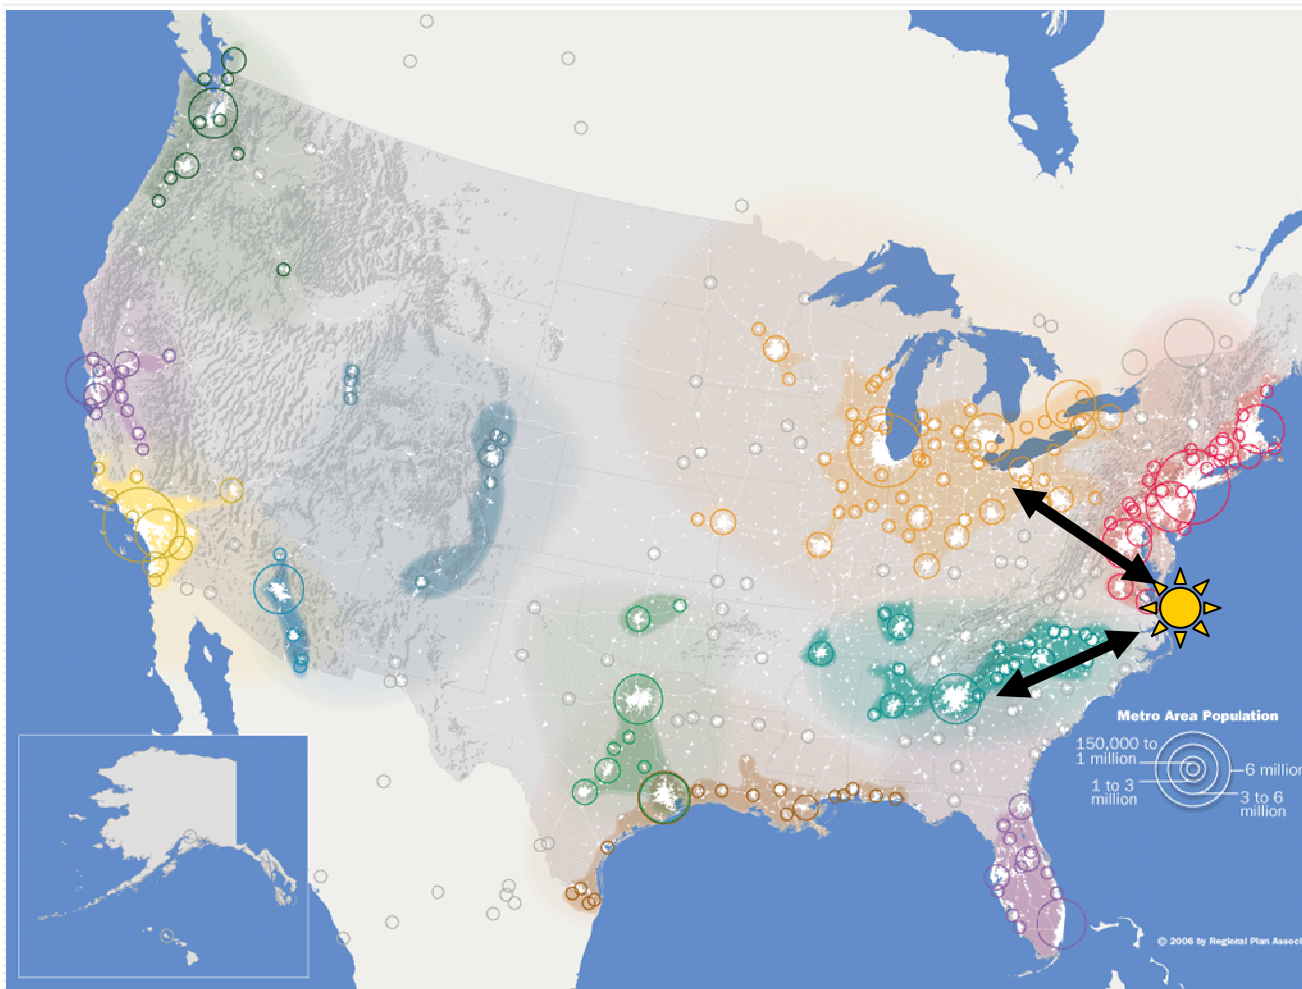 Metro Area Population
150,000 to
1 million
1 to 3
million
6 million
3 to 6
million
© 2006 by Regional Plan Associ